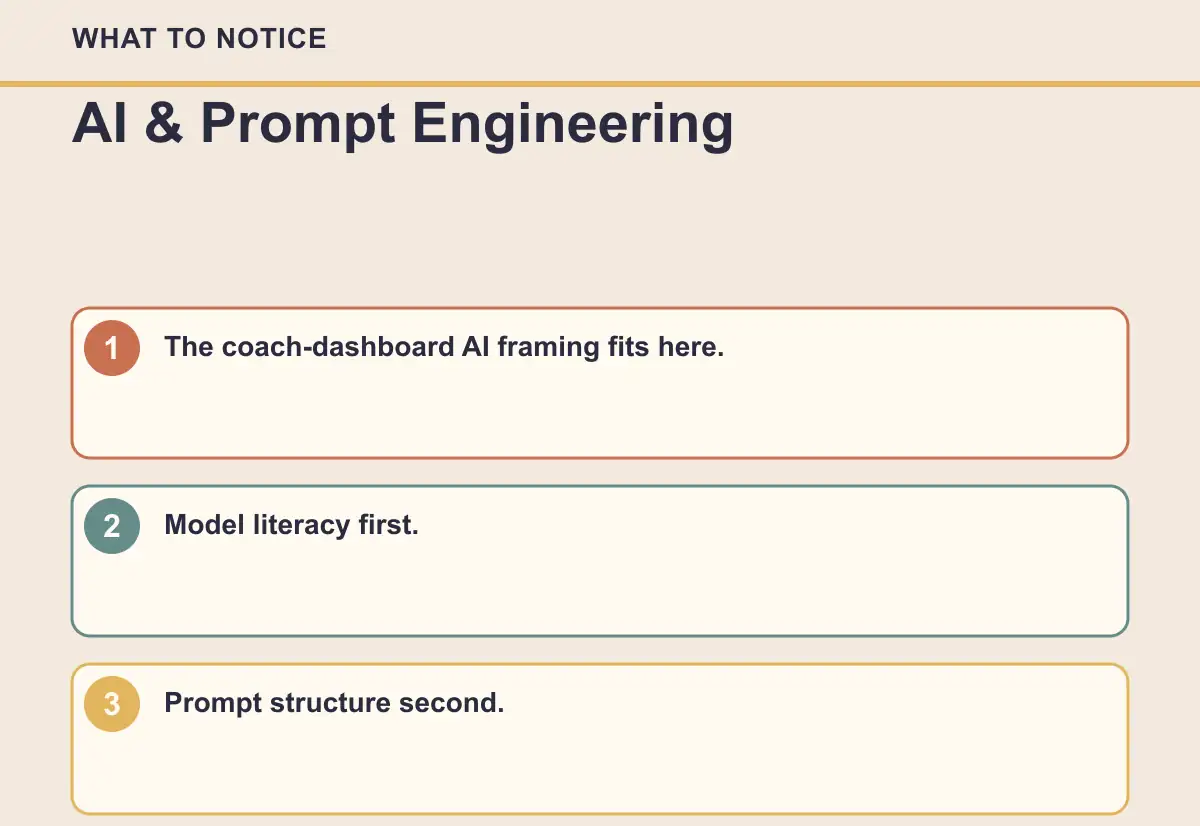 WHAT TO NOTICE
AI & Prompt Engineering
1 The coach-dashboard AI framing fits here.
2 Model literacy first.
3 Prompt structure second.